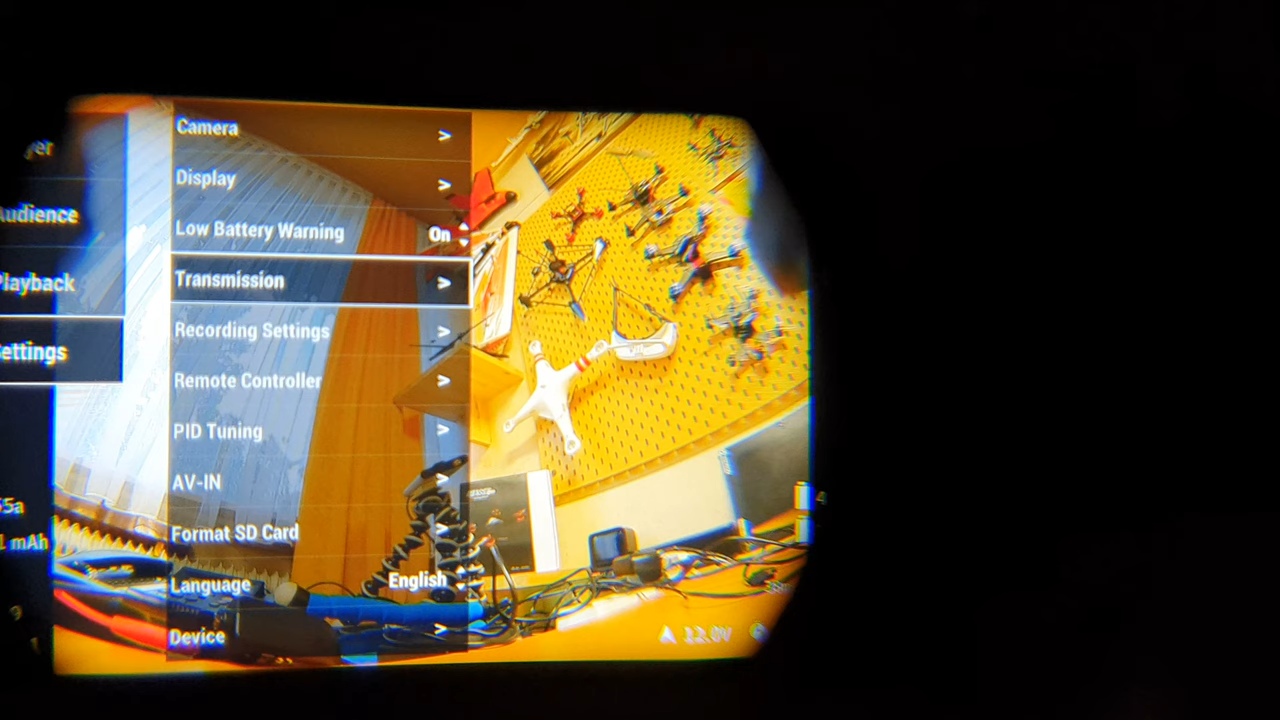 Audience
Playback
Settings
mAh
Camera >
Display >
Low Battery Warning On
Transmission >
Recording Settings >
Remote Controller >
PID Tuning >
AV-IN >
Format SD Card >
Language English
Device >
12.0V